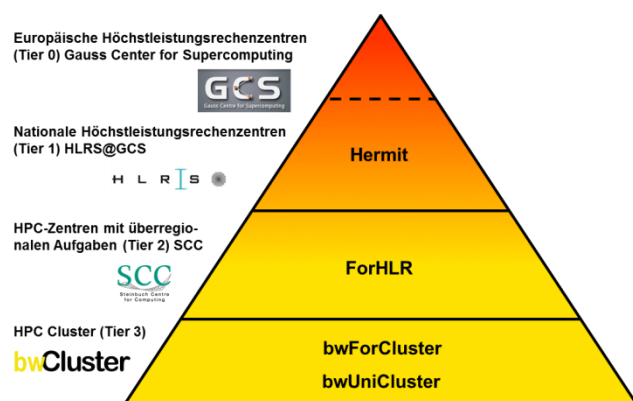 Europäische Höchstleistungsrechenzentren
(Tier 0) Gauss Center for Supercomputing
GCS
Gauss Centre for Supercomputing
Nationale Höchstleistungsrechenzentren
(Tier 1) HLRS@GCS
H L R I S
Hermit
HPC-Zentren mit überregio-
nalen Aufgaben (Tier 2) SCC
SCC
Steinbuch Centre
for Computing
ForHLR
HPC Cluster (Tier 3)
bwCluster
bwForCluster
bwUniCluster